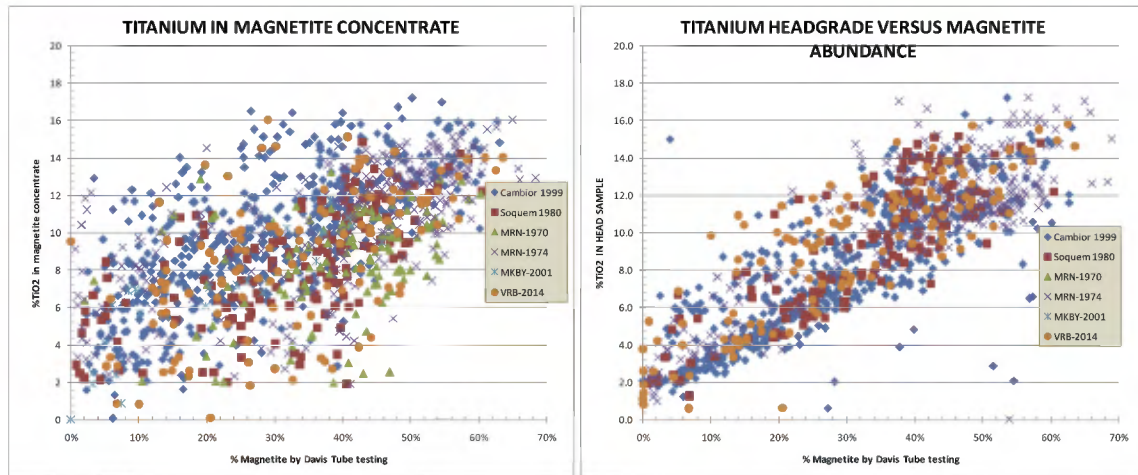 TITANIUM IN MAGNETITE CONCENTRATE
%TiO2 in magnetite concentrate
20
18
16
14
12
10
8
6
4
2
0
0% 10% 20% 30% 40% 50% 60% 70%
% Magnetite by Davis Tube testing
Cambior 1999
Soquem 1980
MRN-1970
MRN-1974
MKBY-2001
VRB-2014
TITANIUM HEADGRADE VERSUS MAGNETITE
ABUNDANCE
%TiO2 IN HEAD SAMPLE
20.0
18.0
16.0
14.0
12.0
10.0
8.0
6.0
4.0
2.0
0.0
0% 10% 20% 30% 40% 50% 60% 70%
% Magnetite by Davis Tube testing
Cambior 1999
Soquem 1980
MRN-1970
MRN-1974
MKBY-2001
VRB-2014